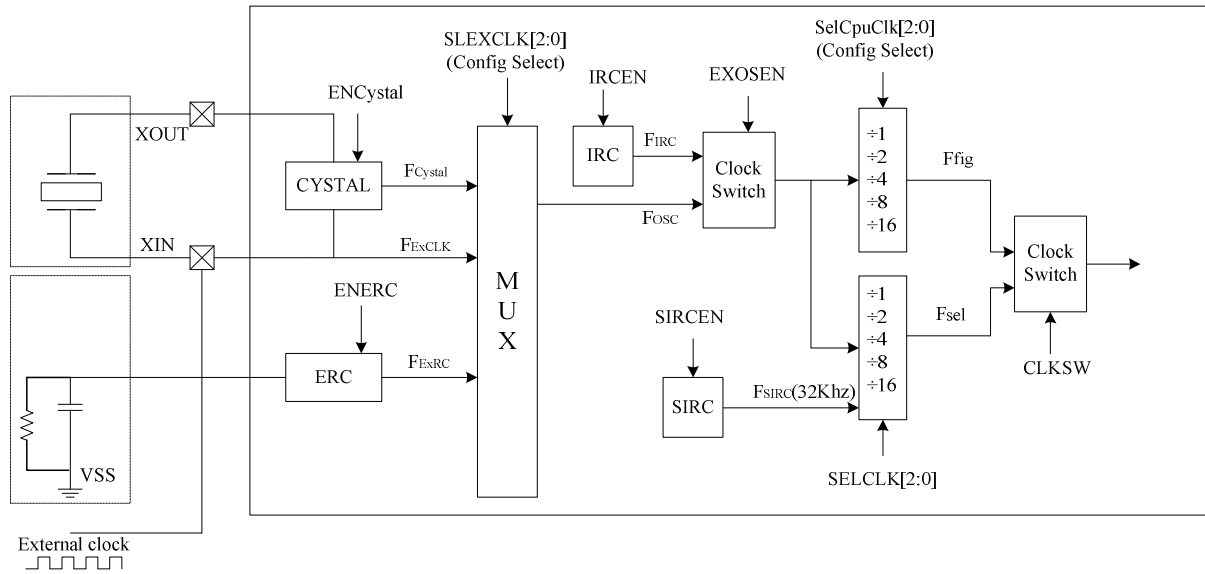 SLEXCLK[2:0]
(Config Select)
SelCpuClk[2:0]
(Config Select)
IRCEN
EXOSEN
ENCystal
XOUT
IRC
FIRC
Clock
Switch
÷1
÷2
÷4
÷8
÷16
Ffig
CYSTAL
FCystal
FOSC
XIN
FExCLK
MUX
Clock
Switch
ENERC
SIRCEN
÷1
÷2
÷4
÷8
÷16
Fsel
CLKSW
ERC
FExRC
SIRC
FSIRC(32Khz)
VSS
SELCLK[2:0]
External clock